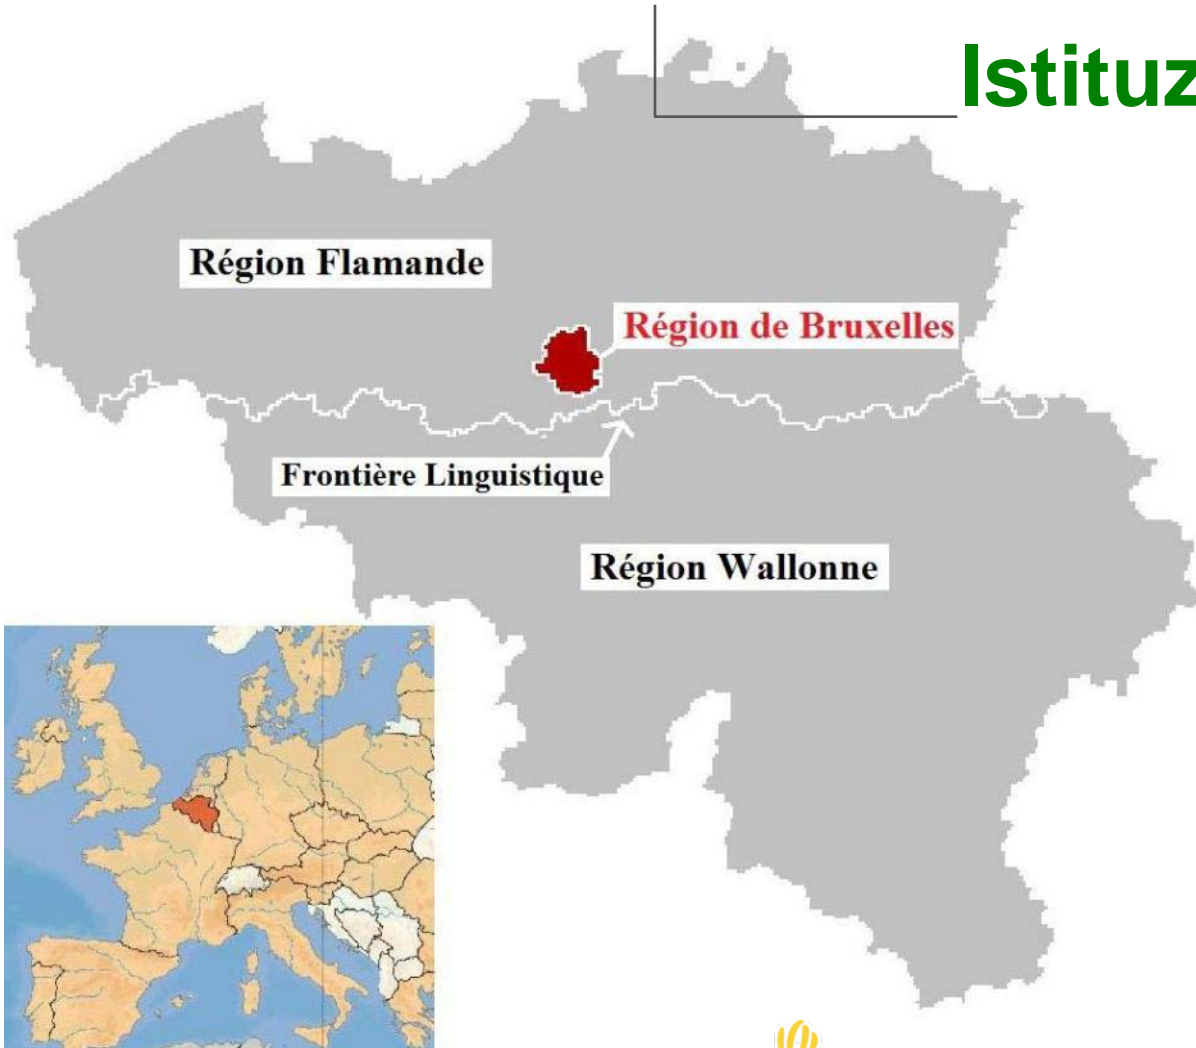 Istituz
Région Flamande
Région de Bruxelles
Frontière Linguistique
Région Wallonne